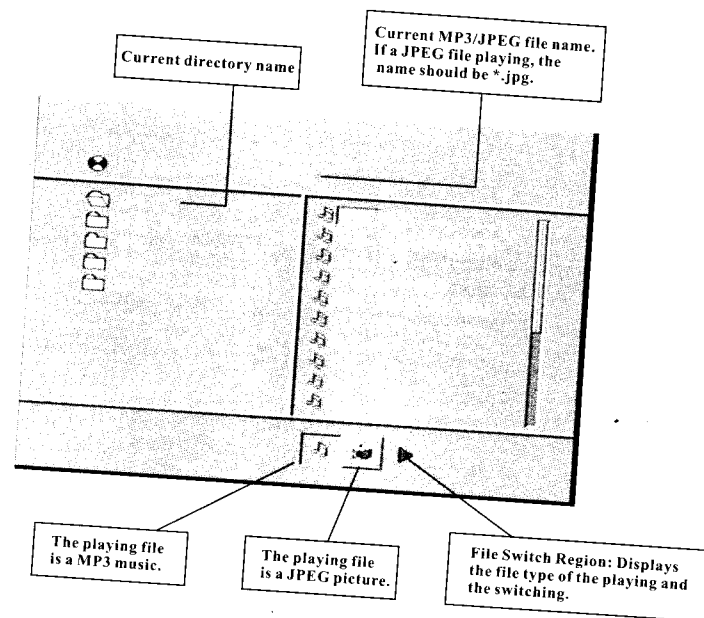 Current directory name
Current MP3/JPEG file name.
If a JPEG file playing, the
name should be *.jpg.
The playing file
is a MP3 music.
The playing file
is a JPEG picture.
File Switch Region: Displays
the file type of the playing and
the switching.